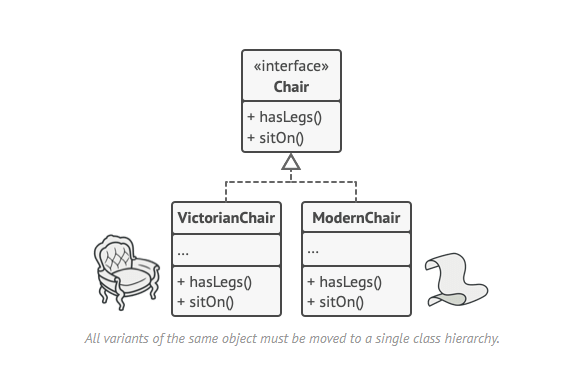 «interface»
Chair
+ hasLegs()
+ sitOn()
VictorianChair
...
+ hasLegs()
+ sitOn()
ModernChair
...
+ hasLegs()
+ sitOn()
All variants of the same object must be moved to a single class hierarchy.